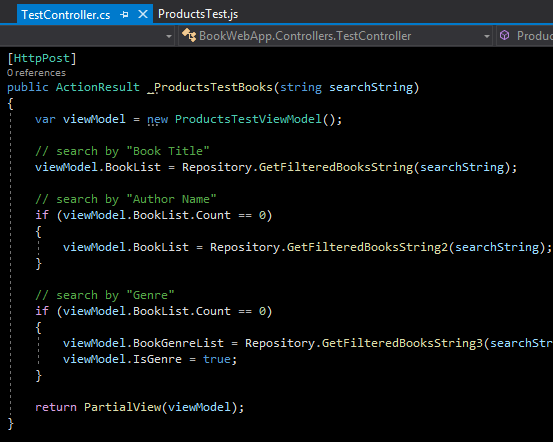 TestController.cs ProductsTest.js
BookWebApp.Controllers.TestController Produc
[HttpPost]
0 references
public ActionResult _ProductsTestBooks(string searchString)
{
var viewModel = new ProductsTestViewModel();
// search by "Book Title"
viewModel.BookList = Repository.GetFilteredBooksString(searchString);
// search by "Author Name"
if (viewModel.BookList.Count == 0)
{
viewModel.BookList = Repository.GetFilteredBooksString2(searchString);
}
// search by "Genre"
if (viewModel.BookList.Count == 0)
{
viewModel.BookGenreList = Repository.GetFilteredBooksString3(searchStr
viewModel.IsGenre = true;
}
return PartialView(viewModel);
}